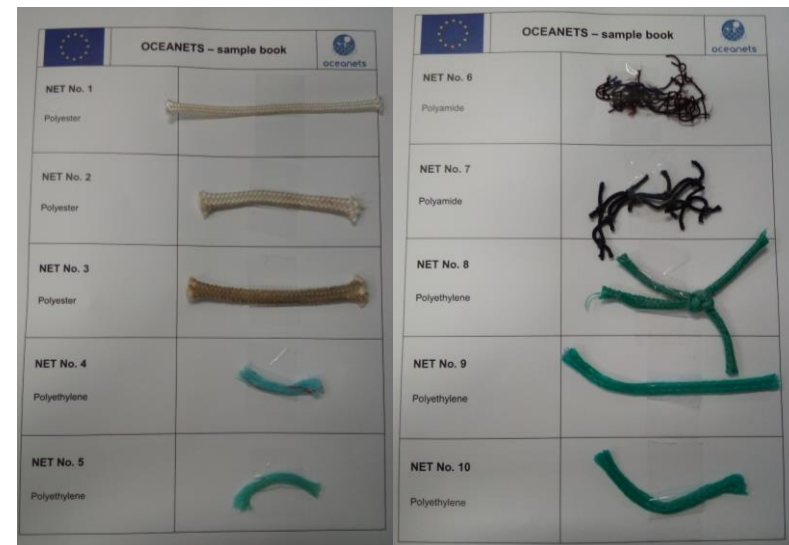 OCEANETS – sample book
oceanets
NET No. 1
Polyester
NET No. 2
Polyester
NET No. 3
Polyester
NET No. 4
Polyethylene
NET No. 5
Polyethylene
OCEANETS – sample book
oceanets
NET No. 6
Polyamide
NET No. 7
Polyamide
NET No. 8
Polyethylene
NET No. 9
Polyethylene
NET No. 10
Polyethylene